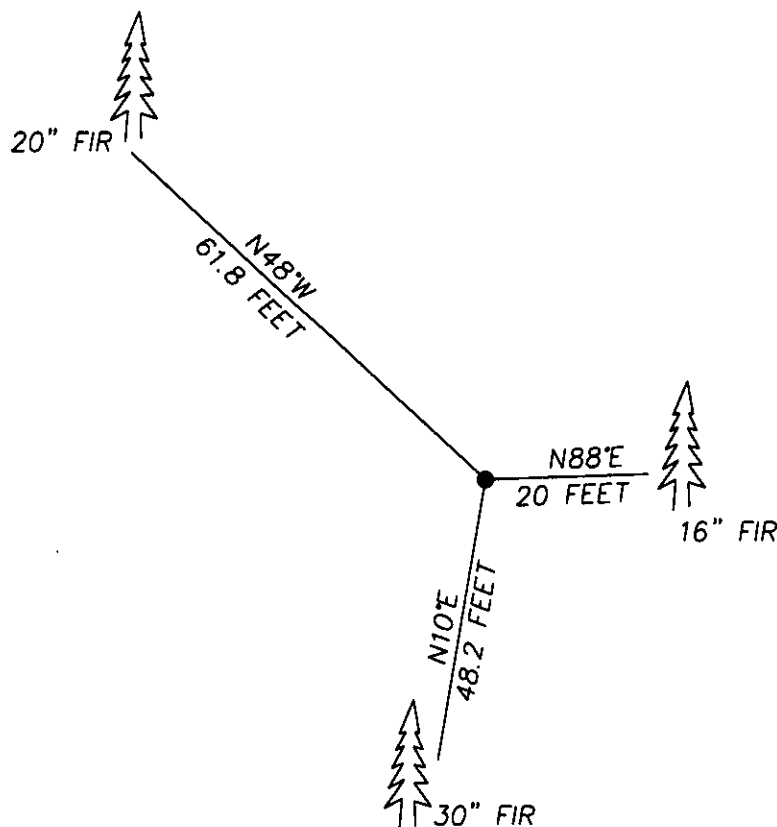 20" FIR
N48°W
61.8 FEET
N88°E
20 FEET
16" FIR
N10°E
48.2 FEET
30" FIR